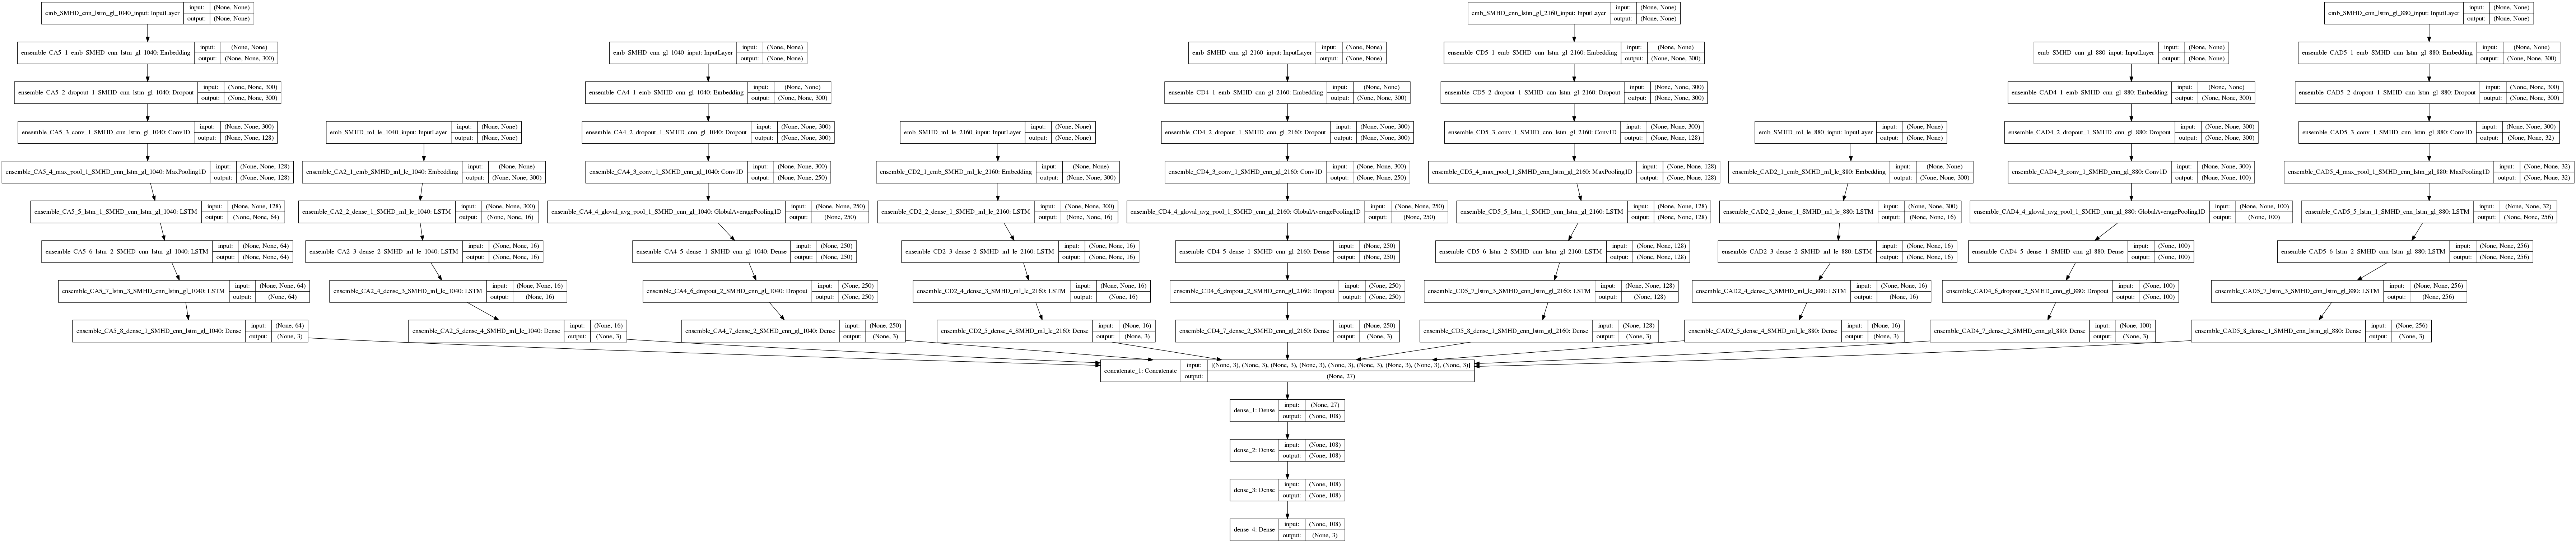 emb_SMHD_cnn_lstm_gl_1040_input: InputLayer
input: (None, None)
output: (None, None)
ensemble_CA5_1_emb_SMHD_cnn_lstm_gl_1040: Embedding
input: (None, None)
output: (None, None, 300)
ensemble_CA5_2_dropout_1_SMHD_cnn_lstm_gl_1040: Dropout
input: (None, None, 300)
output: (None, None, 300)
ensemble_CA5_3_conv_1_SMHD_cnn_lstm_gl_1040: Conv1D
input: (None, None, 300)
output: (None, None, 128)
ensemble_CA5_4_max_pool_1_SMHD_cnn_lstm_gl_1040: MaxPooling1D
input: (None, None, 128)
output: (None, None, 128)
ensemble_CA5_5_lstm_1_SMHD_cnn_lstm_gl_1040: LSTM
input: (None, None, 128)
output: (None, None, 64)
ensemble_CA5_6_lstm_2_SMHD_cnn_lstm_gl_1040: LSTM
input: (None, None, 64)
output: (None, None, 64)
ensemble_CA5_7_lstm_3_SMHD_cnn_lstm_gl_1040: LSTM
input: (None, None, 64)
output: (None, 64)
ensemble_CA5_8_dense_1_SMHD_cnn_lstm_gl_1040: Dense
input: (None, 64)
output: (None, 3)
emb_SMHD_ml_le_1040_input: InputLayer
input: (None, None)
output: (None, None)
ensemble_CA2_1_emb_SMHD_ml_le_1040: Embedding
input: (None, None)
output: (None, None, 300)
ensemble_CA2_2_dense_1_SMHD_ml_le_1040: LSTM
input: (None, None, 300)
output: (None, None, 16)
ensemble_CA2_3_dense_2_SMHD_ml_le_1040: LSTM
input: (None, None, 16)
output: (None, None, 16)
ensemble_CA2_4_dense_3_SMHD_ml_le_1040: LSTM
input: (None, None, 16)
output: (None, 16)
ensemble_CA2_5_dense_4_SMHD_ml_le_1040: Dense
input: (None, 16)
output: (None, 3)
emb_SMHD_cnn_gl_1040_input: InputLayer
input: (None, None)
output: (None, None)
ensemble_CA4_1_emb_SMHD_cnn_gl_1040: Embedding
input: (None, None)
output: (None, None, 300)
ensemble_CA4_2_dropout_1_SMHD_cnn_gl_1040: Dropout
input: (None, None, 300)
output: (None, None, 300)
ensemble_CA4_3_conv_1_SMHD_cnn_gl_1040: Conv1D
input: (None, None, 300)
output: (None, None, 250)
ensemble_CA4_4_gloval_avg_pool_1_SMHD_cnn_gl_1040: GlobalAveragePooling1D
input: (None, None, 250)
output: (None, 250)
ensemble_CA4_5_dense_1_SMHD_cnn_gl_1040: Dense
input: (None, 250)
output: (None, 250)
ensemble_CA4_6_dropout_2_SMHD_cnn_gl_1040: Dropout
input: (None, 250)
output: (None, 250)
ensemble_CA4_7_dense_2_SMHD_cnn_gl_1040: Dense
input: (None, 250)
output: (None, 3)
emb_SMHD_ml_le_2160_input: InputLayer
input: (None, None)
output: (None, None)
ensemble_CD2_1_emb_SMHD_ml_le_2160: Embedding
input: (None, None)
output: (None, None, 300)
ensemble_CD2_2_dense_1_SMHD_ml_le_2160: LSTM
input: (None, None, 300)
output: (None, None, 16)
ensemble_CD2_3_dense_2_SMHD_ml_le_2160: LSTM
input: (None, None, 16)
output: (None, None, 16)
ensemble_CD2_4_dense_3_SMHD_ml_le_2160: LSTM
input: (None, None, 16)
output: (None, 16)
ensemble_CD2_5_dense_4_SMHD_ml_le_2160: Dense
input: (None, 16)
output: (None, 3)
emb_SMHD_cnn_gl_2160_input: InputLayer
input: (None, None)
output: (None, None)
ensemble_CD4_1_emb_SMHD_cnn_gl_2160: Embedding
input: (None, None)
output: (None, None, 300)
ensemble_CD4_2_dropout_1_SMHD_cnn_gl_2160: Dropout
input: (None, None, 300)
output: (None, None, 300)
ensemble_CD4_3_conv_1_SMHD_cnn_gl_2160: Conv1D
input: (None, None, 300)
output: (None, None, 250)
ensemble_CD4_4_gloval_avg_pool_1_SMHD_cnn_gl_2160: GlobalAveragePooling1D
input: (None, None, 250)
output: (None, 250)
ensemble_CD4_5_dense_1_SMHD_cnn_gl_2160: Dense
input: (None, 250)
output: (None, 250)
ensemble_CD4_6_dropout_2_SMHD_cnn_gl_2160: Dropout
input: (None, 250)
output: (None, 250)
ensemble_CD4_7_dense_2_SMHD_cnn_gl_2160: Dense
input: (None, 250)
output: (None, 3)
emb_SMHD_cnn_lstm_gl_2160_input: InputLayer
input: (None, None)
output: (None, None)
ensemble_CD5_1_emb_SMHD_cnn_lstm_gl_2160: Embedding
input: (None, None)
output: (None, None, 300)
ensemble_CD5_2_dropout_1_SMHD_cnn_lstm_gl_2160: Dropout
input: (None, None, 300)
output: (None, None, 300)
ensemble_CD5_3_conv_1_SMHD_cnn_lstm_gl_2160: Conv1D
input: (None, None, 300)
output: (None, None, 128)
ensemble_CD5_4_max_pool_1_SMHD_cnn_lstm_gl_2160: MaxPooling1D
input: (None, None, 128)
output: (None, None, 128)
ensemble_CD5_5_lstm_1_SMHD_cnn_lstm_gl_2160: LSTM
input: (None, None, 128)
output: (None, None, 128)
ensemble_CD5_6_lstm_2_SMHD_cnn_lstm_gl_2160: LSTM
input: (None, None, 128)
output: (None, None, 128)
ensemble_CD5_7_lstm_3_SMHD_cnn_lstm_gl_2160: LSTM
input: (None, None, 128)
output: (None, 128)
ensemble_CD5_8_dense_1_SMHD_cnn_lstm_gl_2160: Dense
input: (None, 128)
output: (None, 3)
emb_SMHD_ml_le_880_input: InputLayer
input: (None, None)
output: (None, None)
ensemble_CAD2_1_emb_SMHD_ml_le_880: Embedding
input: (None, None)
output: (None, None, 300)
ensemble_CAD2_2_dense_1_SMHD_ml_le_880: LSTM
input: (None, None, 300)
output: (None, None, 16)
ensemble_CAD2_3_dense_2_SMHD_ml_le_880: LSTM
input: (None, None, 16)
output: (None, None, 16)
ensemble_CAD2_4_dense_3_SMHD_ml_le_880: LSTM
input: (None, None, 16)
output: (None, 16)
ensemble_CAD2_5_dense_4_SMHD_ml_le_880: Dense
input: (None, 16)
output: (None, 3)
emb_SMHD_cnn_gl_880_input: InputLayer
input: (None, None)
output: (None, None)
ensemble_CAD4_1_emb_SMHD_cnn_gl_880: Embedding
input: (None, None)
output: (None, None, 300)
ensemble_CAD4_2_dropout_1_SMHD_cnn_gl_880: Dropout
input: (None, None, 300)
output: (None, None, 300)
ensemble_CAD4_3_conv_1_SMHD_cnn_gl_880: Conv1D
input: (None, None, 300)
output: (None, None, 100)
ensemble_CAD4_4_gloval_avg_pool_1_SMHD_cnn_gl_880: GlobalAveragePooling1D
input: (None, None, 100)
output: (None, 100)
ensemble_CAD4_5_dense_1_SMHD_cnn_gl_880: Dense
input: (None, 100)
output: (None, 100)
ensemble_CAD4_6_dropout_2_SMHD_cnn_gl_880: Dropout
input: (None, 100)
output: (None, 100)
ensemble_CAD4_7_dense_2_SMHD_cnn_gl_880: Dense
input: (None, 100)
output: (None, 3)
emb_SMHD_cnn_lstm_gl_880_input: InputLayer
input: (None, None)
output: (None, None)
ensemble_CAD5_1_emb_SMHD_cnn_lstm_gl_880: Embedding
input: (None, None)
output: (None, None, 300)
ensemble_CAD5_2_dropout_1_SMHD_cnn_lstm_gl_880: Dropout
input: (None, None, 300)
output: (None, None, 300)
ensemble_CAD5_3_conv_1_SMHD_cnn_lstm_gl_880: Conv1D
input: (None, None, 300)
output: (None, None, 32)
ensemble_CAD5_4_max_pool_1_SMHD_cnn_lstm_gl_880: MaxPooling1D
input: (None, None, 32)
output: (None, None, 32)
ensemble_CAD5_5_lstm_1_SMHD_cnn_lstm_gl_880: LSTM
input: (None, None, 32)
output: (None, None, 256)
ensemble_CAD5_6_lstm_2_SMHD_cnn_lstm_gl_880: LSTM
input: (None, None, 256)
output: (None, None, 256)
ensemble_CAD5_7_lstm_3_SMHD_cnn_lstm_gl_880: LSTM
input: (None, None, 256)
output: (None, 256)
ensemble_CAD5_8_dense_1_SMHD_cnn_lstm_gl_880: Dense
input: (None, 256)
output: (None, 3)
concatenate_1: Concatenate
input: [(None, 3), (None, 3), (None, 3), (None, 3), (None, 3), (None, 3), (None, 3), (None, 3), (None, 3)]
output: (None, 27)
dense_1: Dense
input: (None, 27)
output: (None, 108)
dense_2: Dense
input: (None, 108)
output: (None, 108)
dense_3: Dense
input: (None, 108)
output: (None, 108)
dense_4: Dense
input: (None, 108)
output: (None, 3)